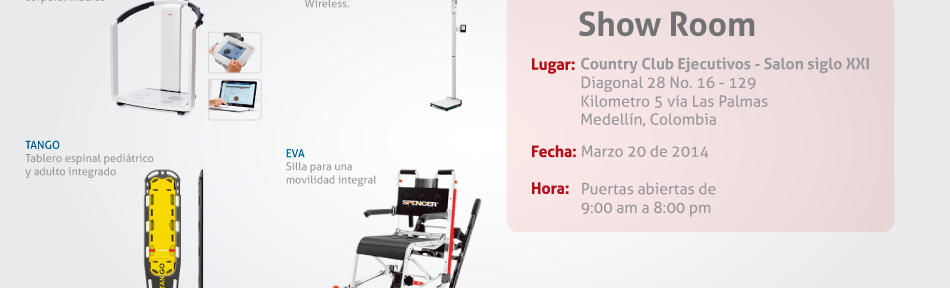 Wireless.
TANGO
Tablero espinal pediátrico
y adulto integrado
EVA
Silla para una
movilidad integral
SPENCER
TANGO
Show Room
Lugar: Country Club Ejecutivos - Salon siglo XXI
Diagonal 28 No. 16 - 129
Kilometro 5 vía Las Palmas
Medellín, Colombia
Fecha: Marzo 20 de 2014
Hora: Puertas abiertas de
9:00 am a 8:00 pm